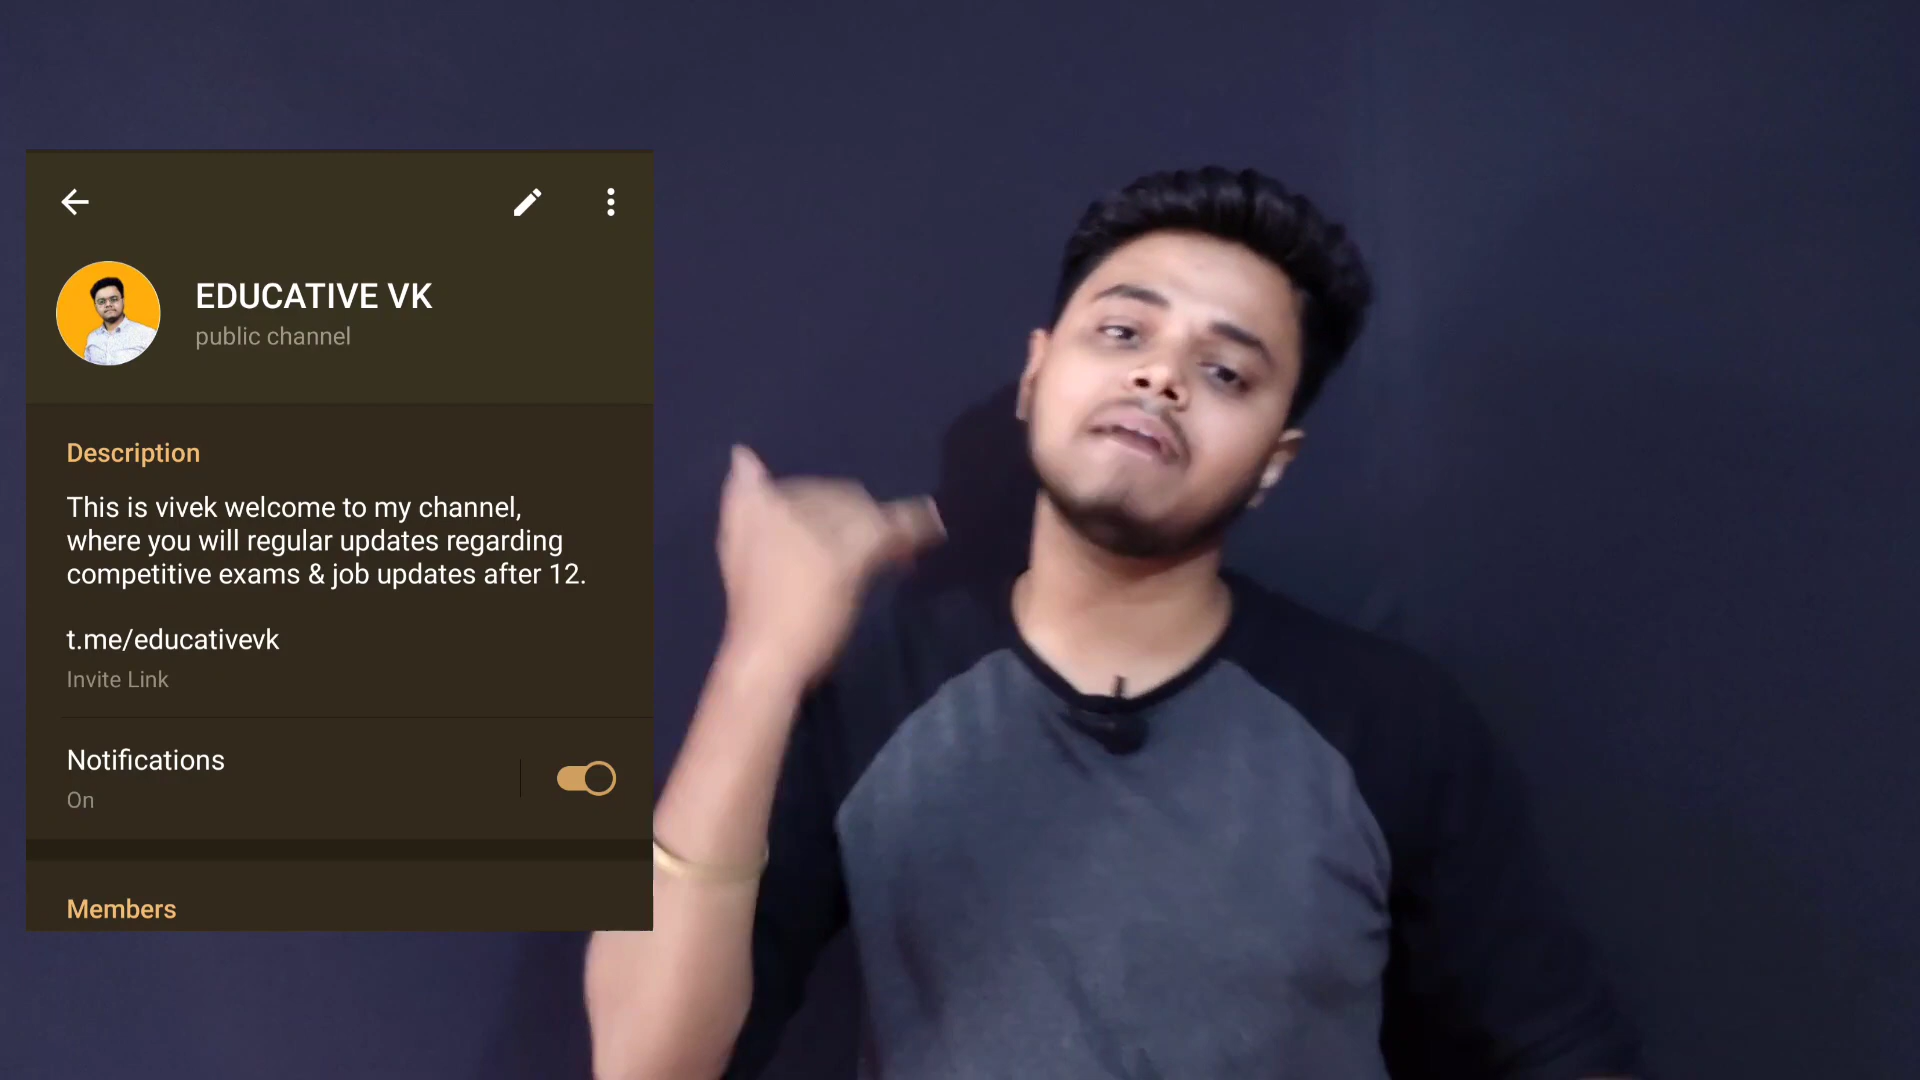 EDUCATIVE VK
public channel
Description
This is vivek welcome to my channel,
where you will regular updates regarding
competitive exams & job updates after 12.
t.me/educativevk
Invite Link
Notifications
On
Members